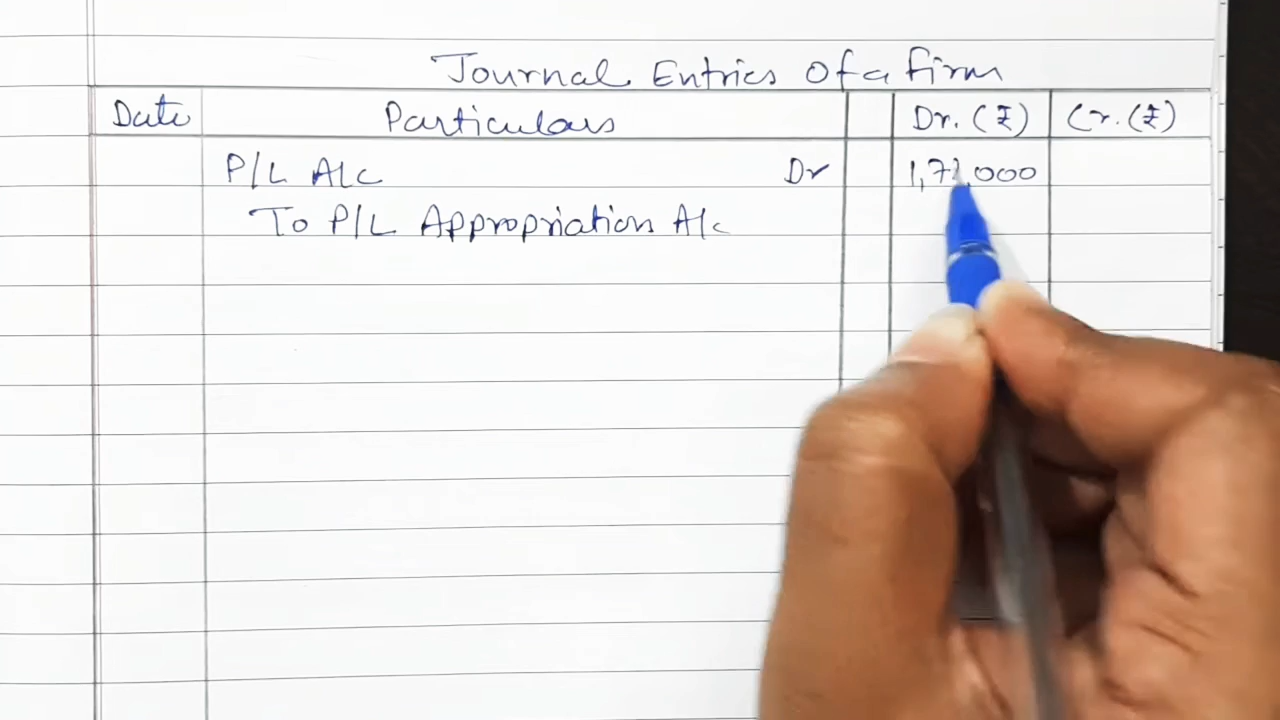 Journal Entries Of a firm
Date Particulars Dr. (₹) Cr. (₹)
P/L A/c Dr
To P/L Appropriation A/c